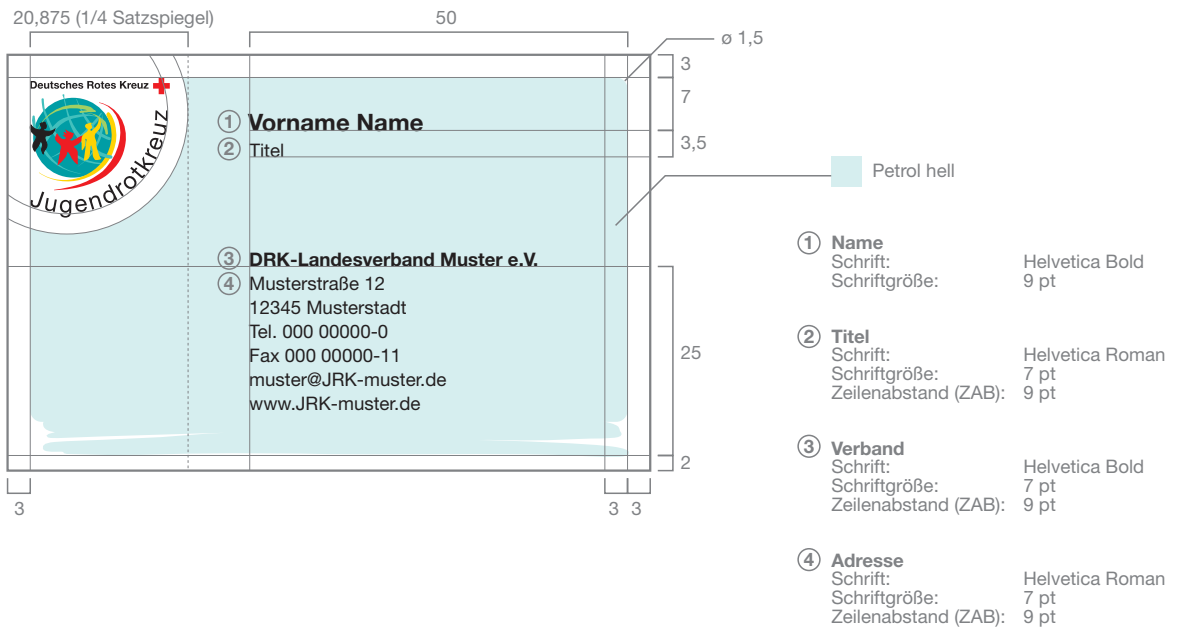 20,875 (1/4 Satzspiegel)
50
ø 1,5
3
7
3,5
25
2
3
3
3
Deutsches Rotes Kreuz
Jugendrotkreuz
1 Vorname Name
2 Titel
3 DRK-Landesverband Muster e.V.
4 Musterstraße 12
12345 Musterstadt
Tel. 000 00000-0
Fax 000 00000-11
muster@JRK-muster.de
www.JRK-muster.de
Petrol hell
1 Name
Schrift: Helvetica Bold
Schriftgröße: 9 pt
2 Titel
Schrift: Helvetica Roman
Schriftgröße: 7 pt
Zeilenabstand (ZAB): 9 pt
3 Verband
Schrift: Helvetica Bold
Schriftgröße: 7 pt
Zeilenabstand (ZAB): 9 pt
4 Adresse
Schrift: Helvetica Roman
Schriftgröße: 7 pt
Zeilenabstand (ZAB): 9 pt